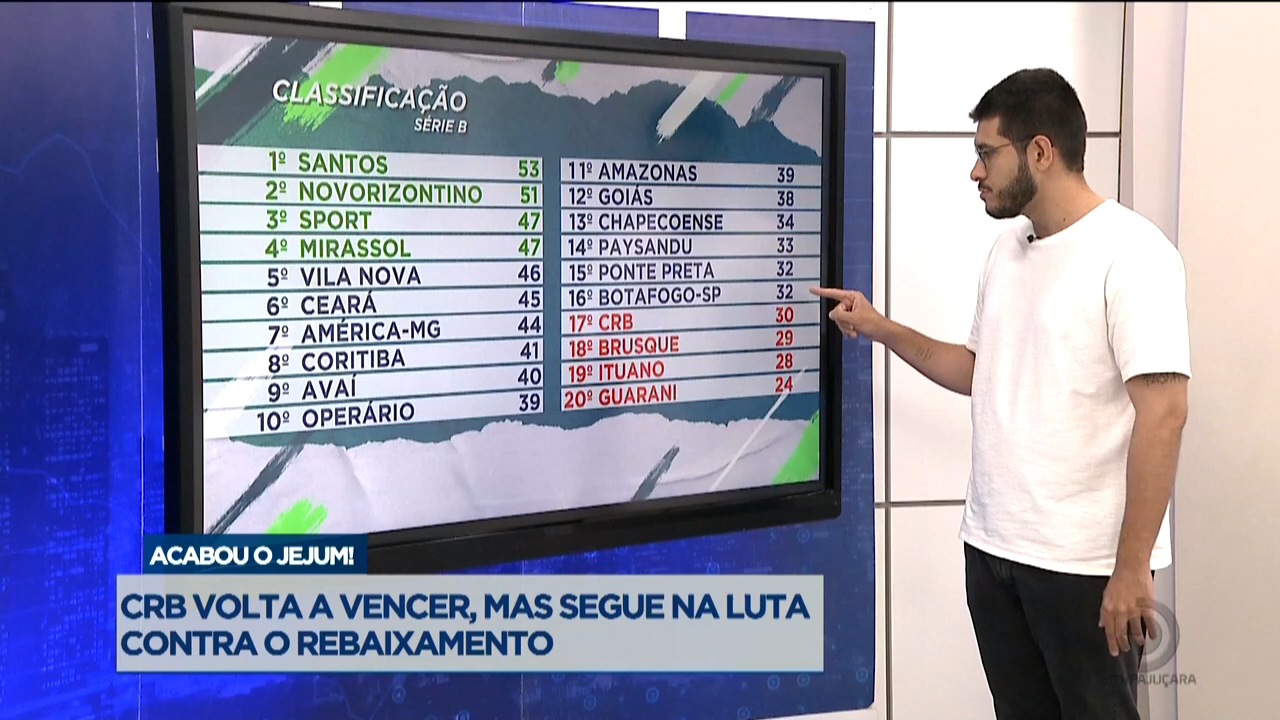 CLASSIFICAÇÃO
SÉRIE B
1º SANTOS 53
2º NOVORIZONTINO 51
3º SPORT 47
4º MIRASSOL 47
5º VILA NOVA 46
6º CEARÁ 45
7º AMÉRICA-MG 44
8º CORITIBA 41
9º AVAÍ 40
10º OPERÁRIO 39
11º AMAZONAS 39
12º GOIÁS 38
13º CHAPECOENSE 34
14º PAYSANDU 33
15º PONTE PRETA 32
16º BOTAFOGO-SP 32
17º CRB 30
18º BRUSQUE 29
19º ITUANO 28
20º GUARANI 24
ACABOU O JEJUM!
CRB VOLTA A VENCER, MAS SEGUE NA LUTA
CONTRA O REBAIXAMENTO